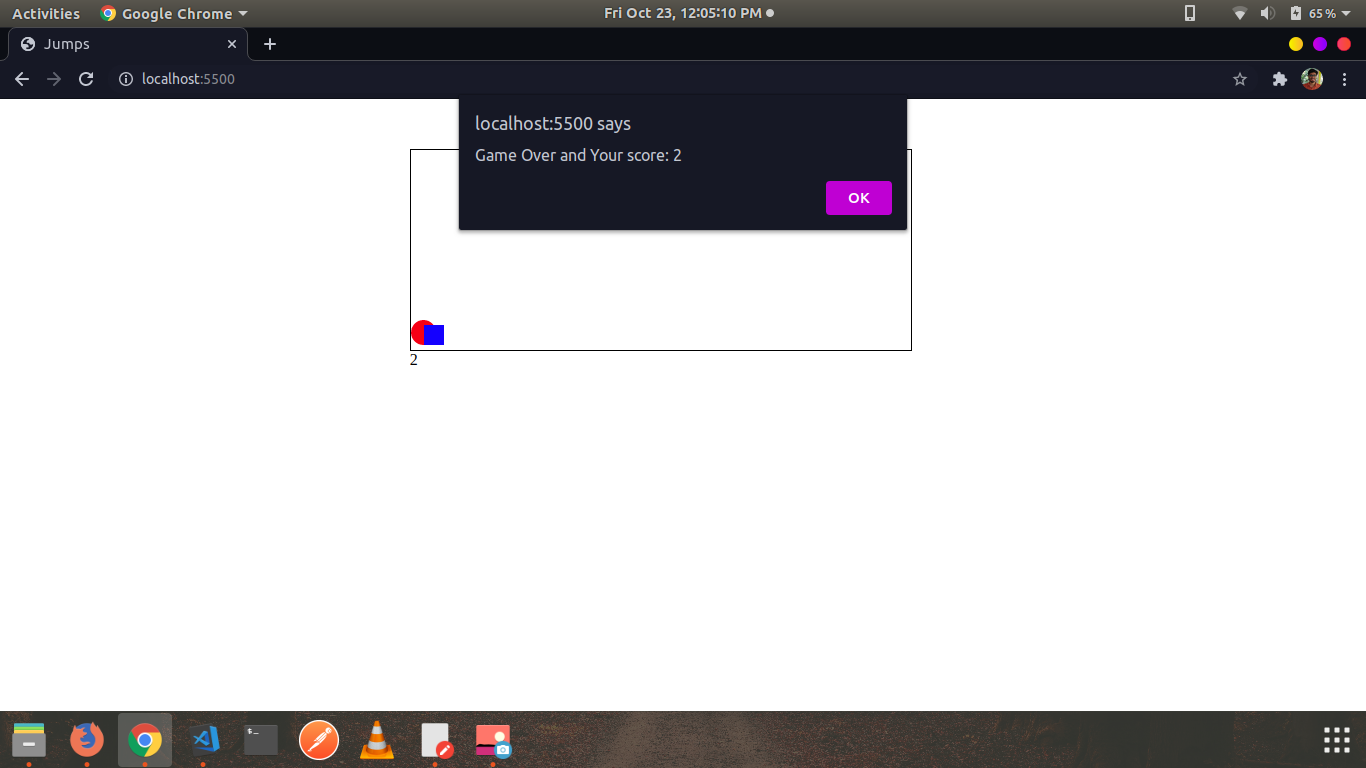 Activities Google Chrome Fri Oct 23, 12:05:10 PM 65%
Jumps
localhost:5500
localhost:5500 says
Game Over and Your score: 2
OK
2
$_